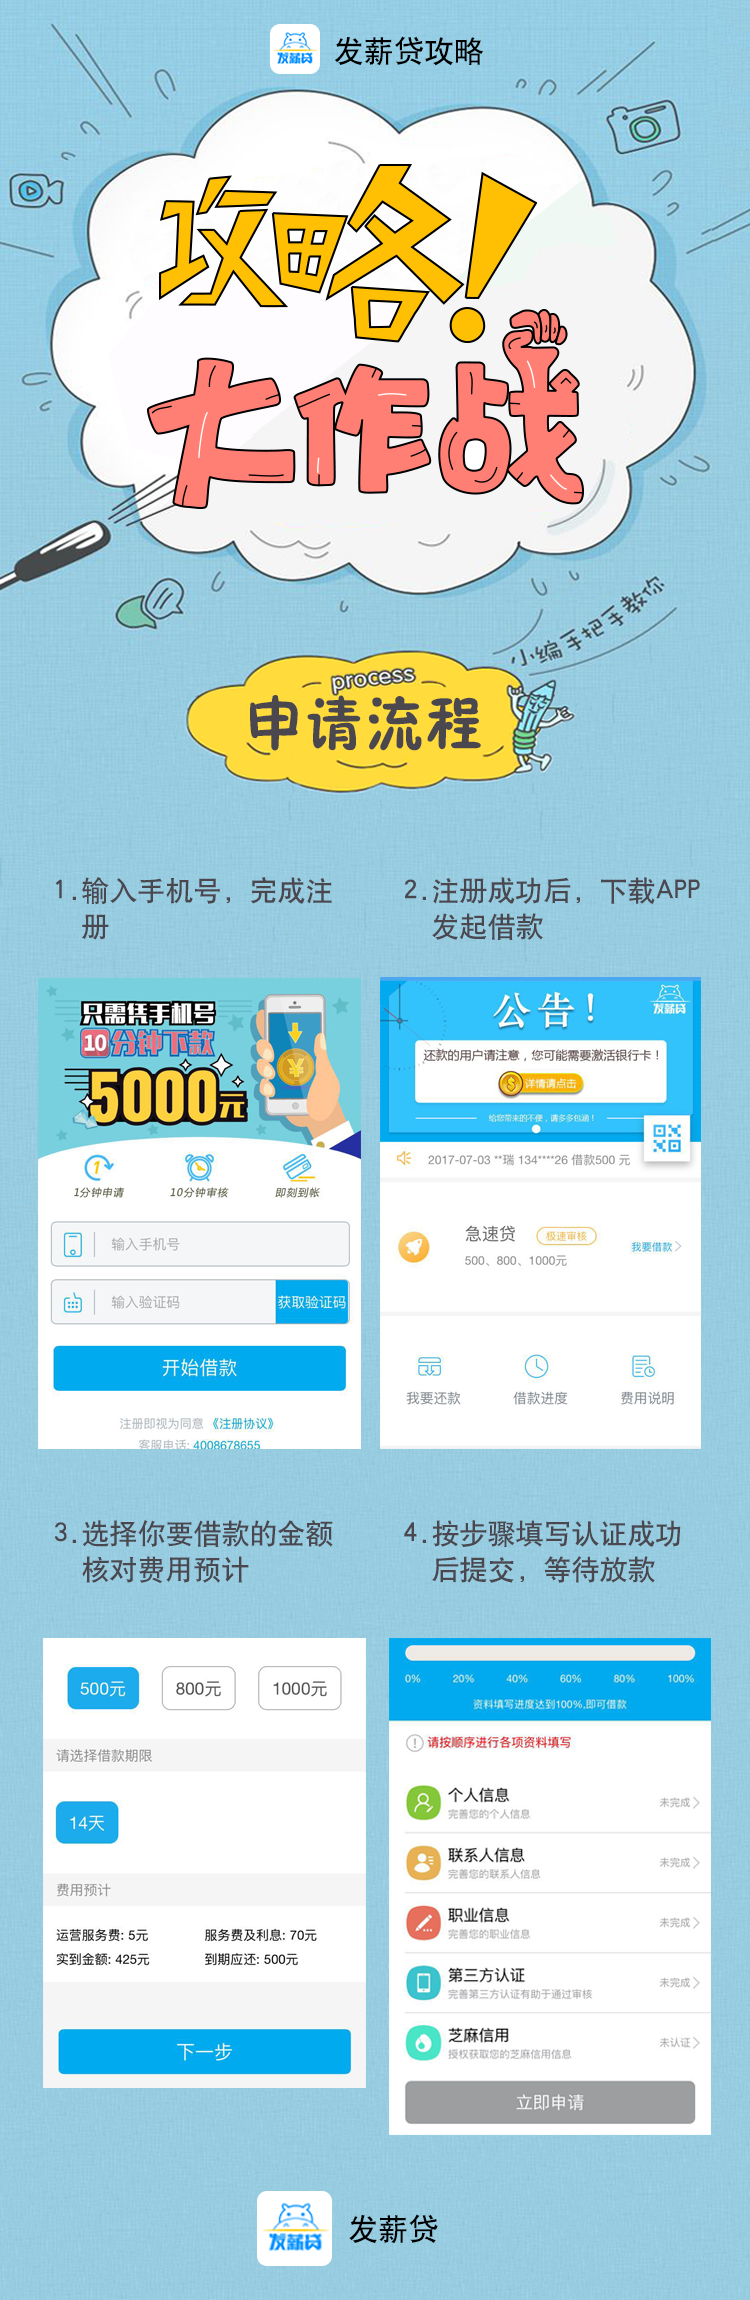 发薪贷
发薪贷攻略
攻略!
大作战
小编手把手教你
process
申请流程
1.输入手机号，完成注
册
只需凭手机号
10分钟下款
5000元
1
1分钟申请
10分钟审核
即刻到帐
输入手机号
输入验证码
获取验证码
开始借款
注册即视为同意《注册协议》
客服电话: 4008678655
2.注册成功后，下载APP
发起借款
公告!
发薪贷
还款的用户请注意，您可能需要激活银行卡！
详情请点击
给您带来的不便，请多多包涵！
2017-07-03 **瑞 134****26 借款500 元
急速贷
极速审核
500、800、1000元
我要借款
我要还款
借款进度
费用说明
3.选择你要借款的金额
核对费用预计
500元
800元
1000元
请选择借款期限
14天
费用预计
运营服务费: 5元
服务费及利息: 70元
实到金额: 425元
到期应还: 500元
下一步
4.按步骤填写认证成功
后提交，等待放款
0%
20%
40%
60%
80%
100%
资料填写进度达到100%,即可借款
请按顺序进行各项资料填写
个人信息
完善您的个人信息
未完成
联系人信息
完善您的联系人信息
未完成
职业信息
完善您的职业信息
未完成
第三方认证
完善第三方认证有助于通过审核
未完成
芝麻信用
授权获取您的芝麻信用信息
未认证
立即申请
发薪贷
发薪贷